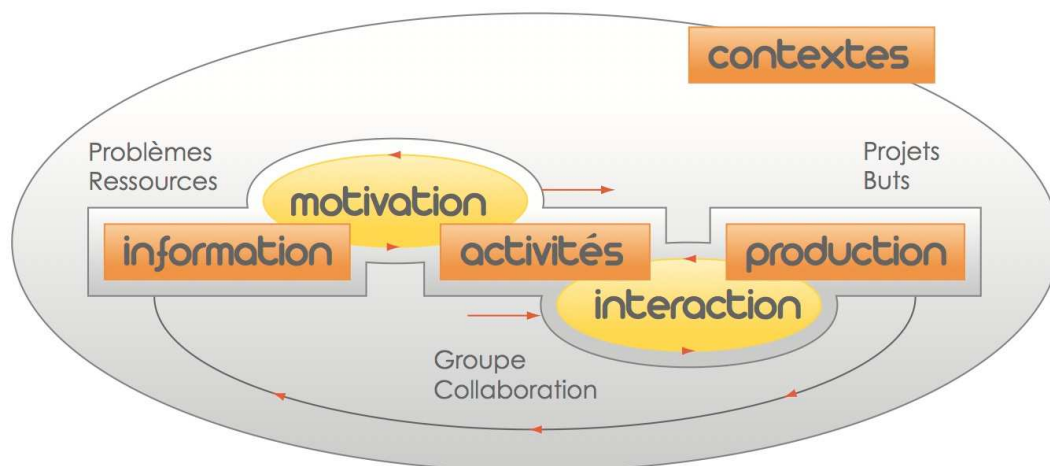 contextes
Problèmes
Ressources
Projets
Buts
motivation
information
activités
production
interaction
Groupe
Collaboration